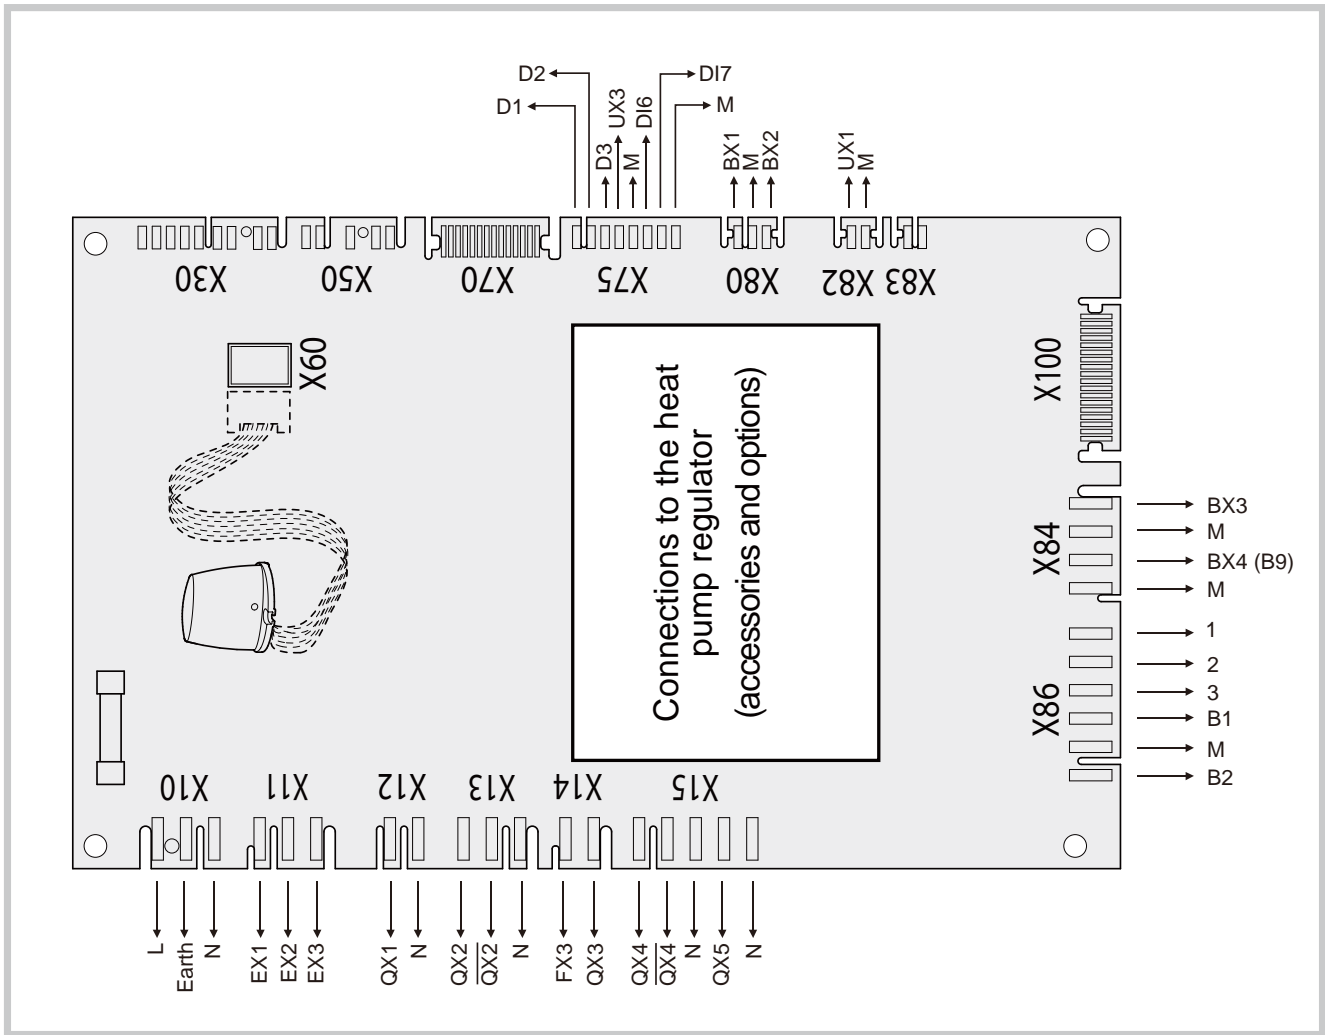 D2
DI7
D1
M
D3
UX3
M
DI6
BX1
M
BX2
UX1
M
X30
X50
X70
X75
X80
X82
X83
X60
X100
Connections to the heat
pump regulator
(accessories and options)
X84
BX3
M
BX4 (B9)
M
X86
1
2
3
B1
M
B2
X10
X11
X12
X13
X14
X15
L
Earth
N
EX1
EX2
EX3
QX1
N
QX2
QX2
N
FX3
QX3
QX4
QX4
N
QX5
N